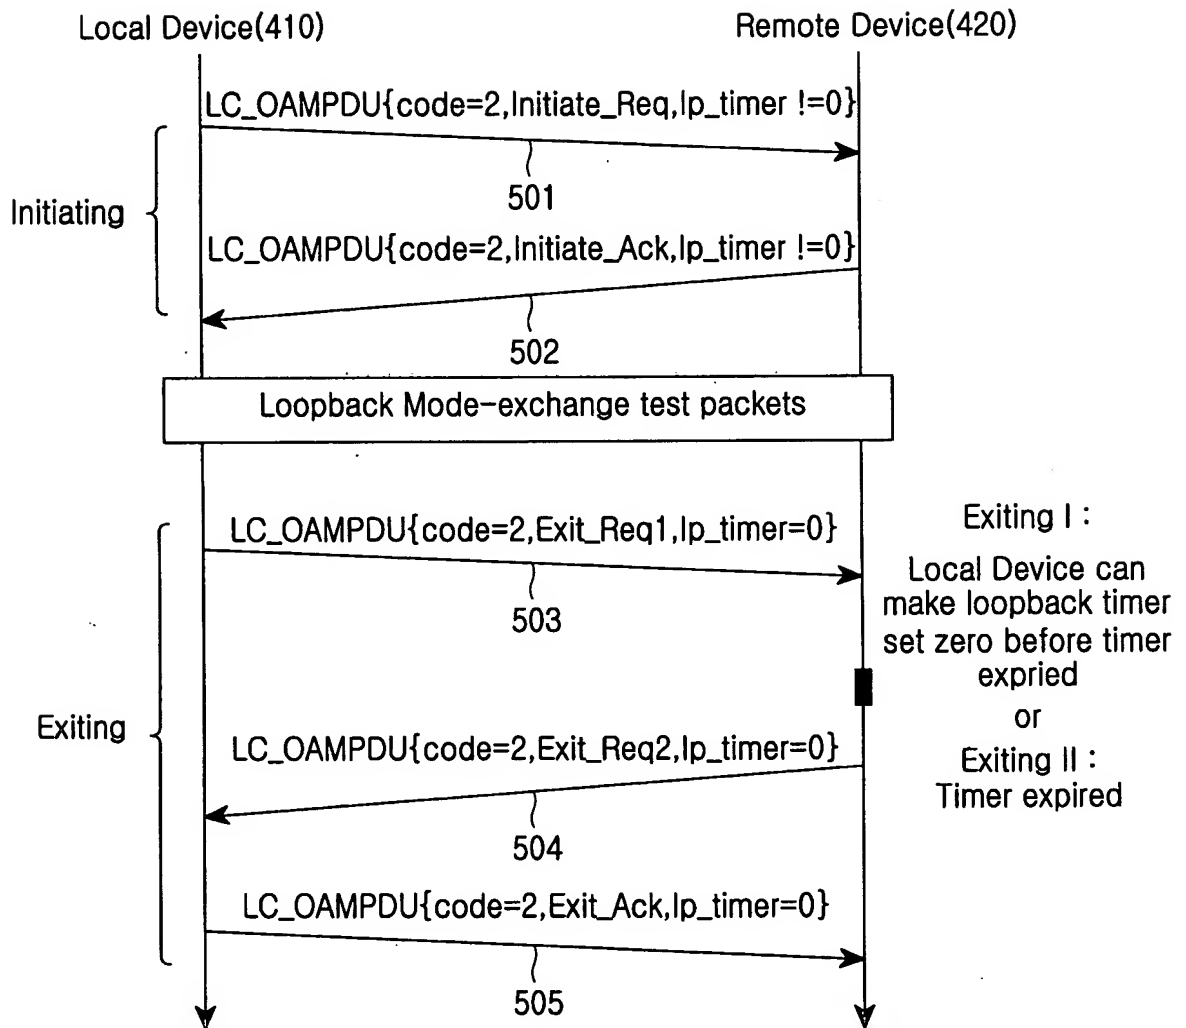 Local Device(410)
Remote Device(420)
LC_OAMPDU{code=2,Initiate_Req,lp_timer !=0}
501
Initiating
LC_OAMPDU{code=2,Initiate_Ack,lp_timer !=0}
502
Loopback Mode-exchange test packets
LC_OAMPDU{code=2,Exit_Req1,lp_timer=0}
503
Exiting I :
Local Device can
make loopback timer
set zero before timer
expried
or
Exiting II :
Timer expired
Exiting
LC_OAMPDU{code=2,Exit_Req2,lp_timer=0}
504
LC_OAMPDU{code=2,Exit_Ack,lp_timer=0}
505